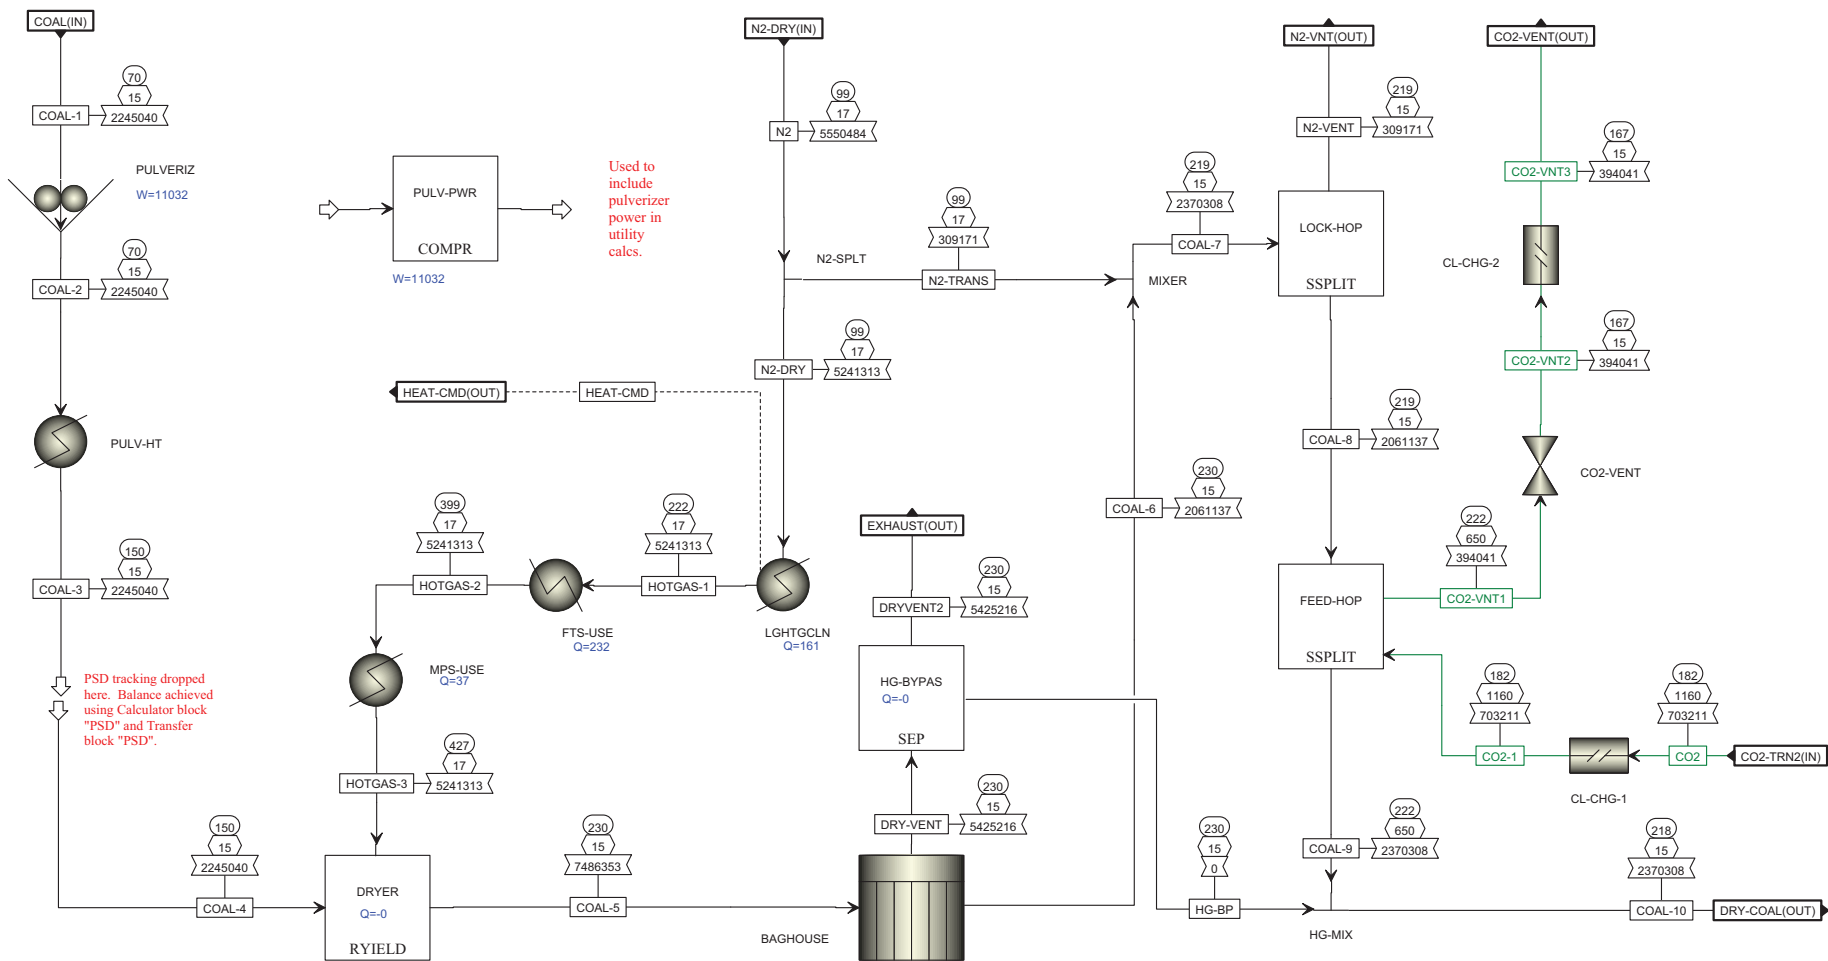 COAL(IN)
70
15
COAL-1
2245040
PULVERIZ
W=11032
70
15
COAL-2
2245040
PULV-HT
150
15
COAL-3
2245040
PSD tracking dropped
here.  Balance achieved
using Calculator block
"PSD" and Transfer
block "PSD".
150
15
2245040
COAL-4
PULV-PWR
COMPR
W=11032
Used to
include
pulverizer
power in
utility
calcs.
N2-DRY(IN)
99
17
N2
5550484
N2-SPLT
99
17
309171
N2-TRANS
MIXER
99
17
N2-DRY
5241313
HEAT-CMD(OUT)
HEAT-CMD
LGHTGCLN
Q=161
222
17
5241313
HOTGAS-1
FTS-USE
Q=232
399
17
5241313
HOTGAS-2
MPS-USE
Q=37
427
17
HOTGAS-3
5241313
DRYER
Q=-0
RYIELD
230
15
7486353
COAL-5
BAGHOUSE
230
15
DRY-VENT
5425216
HG-BYPAS
Q=-0
SEP
230
15
DRYVENT2
5425216
EXHAUST(OUT)
230
15
COAL-6
2061137
219
15
2370308
COAL-7
N2-VNT(OUT)
219
15
N2-VENT
309171
LOCK-HOP
SSPLIT
219
15
COAL-8
2061137
FEED-HOP
SSPLIT
222
650
394041
CO2-VNT1
CO2-VENT
167
15
CO2-VNT2
394041
CL-CHG-2
167
15
CO2-VNT3
394041
CO2-VENT(OUT)
182
1160
703211
CO2-1
182
1160
703211
CO2
CO2-TRN2(IN)
CL-CHG-1
222
650
COAL-9
2370308
230
15
0
HG-BP
HG-MIX
218
15
2370308
COAL-10
DRY-COAL(OUT)